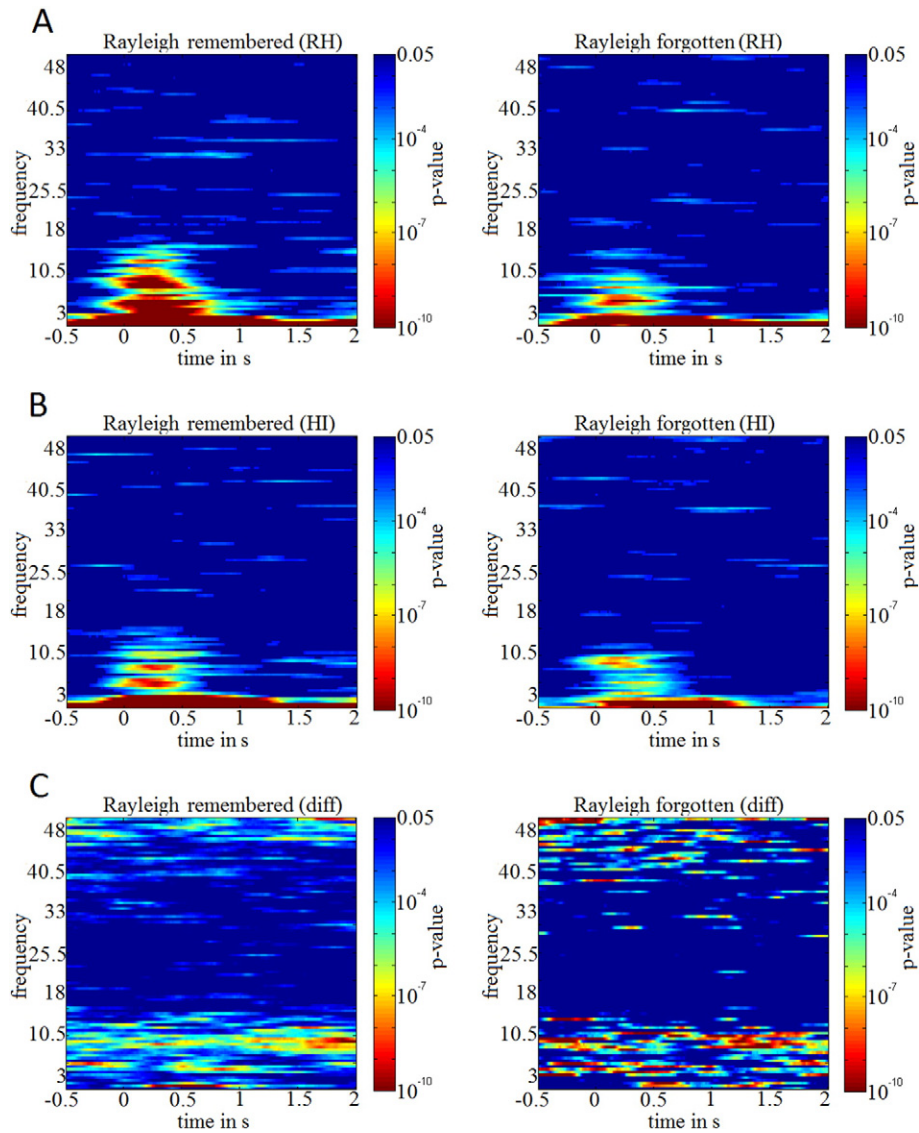 A
Rayleigh remembered (RH)
48
40.5
33
25.5
18
10.5
3
frequency
-0.5 0 0.5 1 1.5 2
time in s
0.05
10^-4
10^-7
10^-10
p-value
Rayleigh forgotten (RH)
48
40.5
33
25.5
18
10.5
3
frequency
-0.5 0 0.5 1 1.5 2
time in s
0.05
10^-4
10^-7
10^-10
p-value
B
Rayleigh remembered (HI)
48
40.5
33
25.5
18
10.5
3
frequency
-0.5 0 0.5 1 1.5 2
time in s
0.05
10^-4
10^-7
10^-10
p-value
Rayleigh forgotten (HI)
48
40.5
33
25.5
18
10.5
3
frequency
-0.5 0 0.5 1 1.5 2
time in s
0.05
10^-4
10^-7
10^-10
p-value
C
Rayleigh remembered (diff)
48
40.5
33
25.5
18
10.5
3
frequency
-0.5 0 0.5 1 1.5 2
time in s
0.05
10^-4
10^-7
10^-10
p-value
Rayleigh forgotten (diff)
48
40.5
33
25.5
18
10.5
3
frequency
-0.5 0 0.5 1 1.5 2
time in s
0.05
10^-4
10^-7
10^-10
p-value